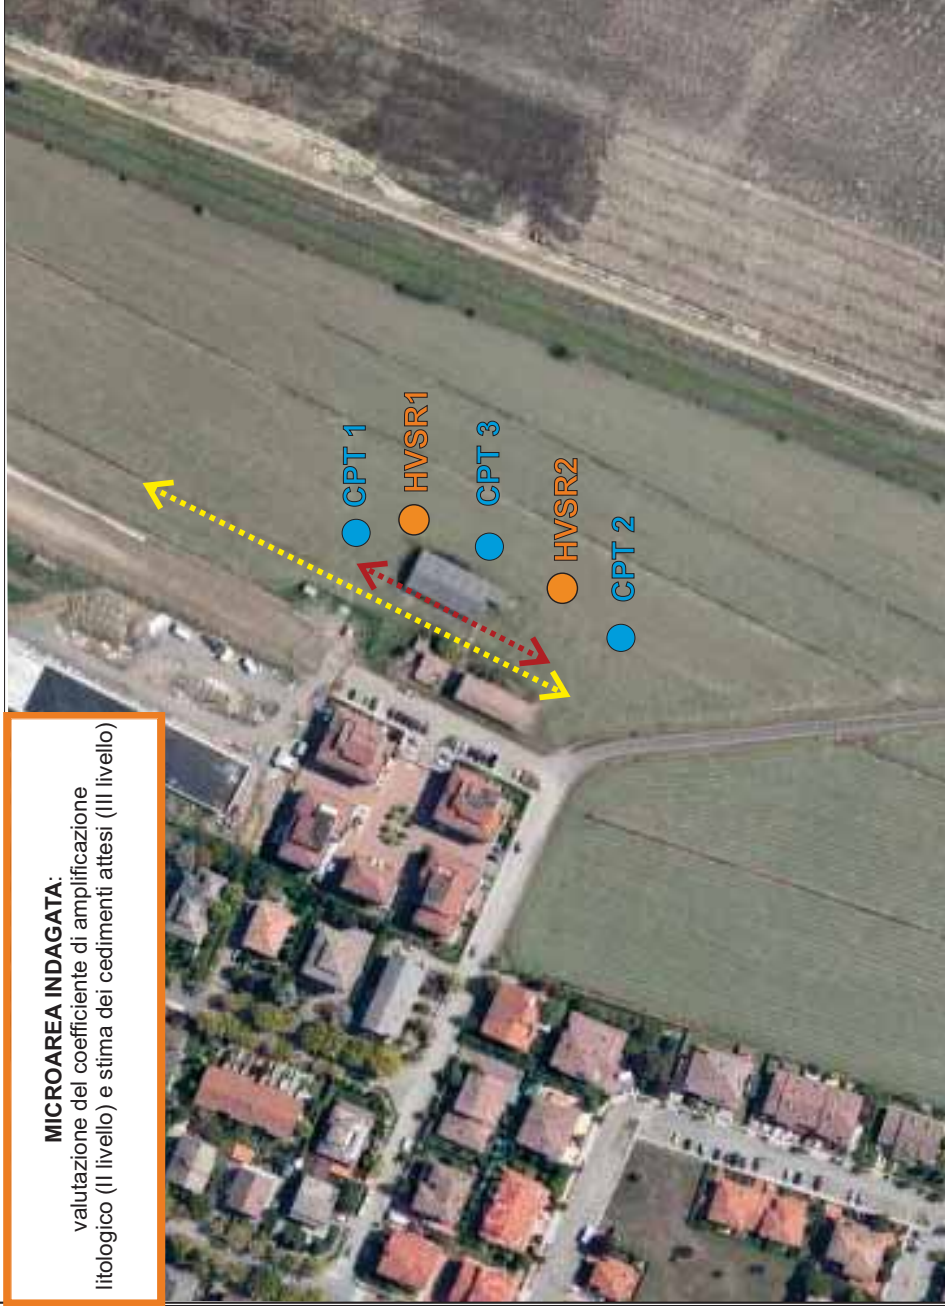 MICROAREA INDAGATA:
valutazione del coefficiente di amplificazione
litologico (II livello) e stima dei cedimenti attesi (III livello)
CPT 1
HVSR1
CPT 3
HVSR2
CPT 2